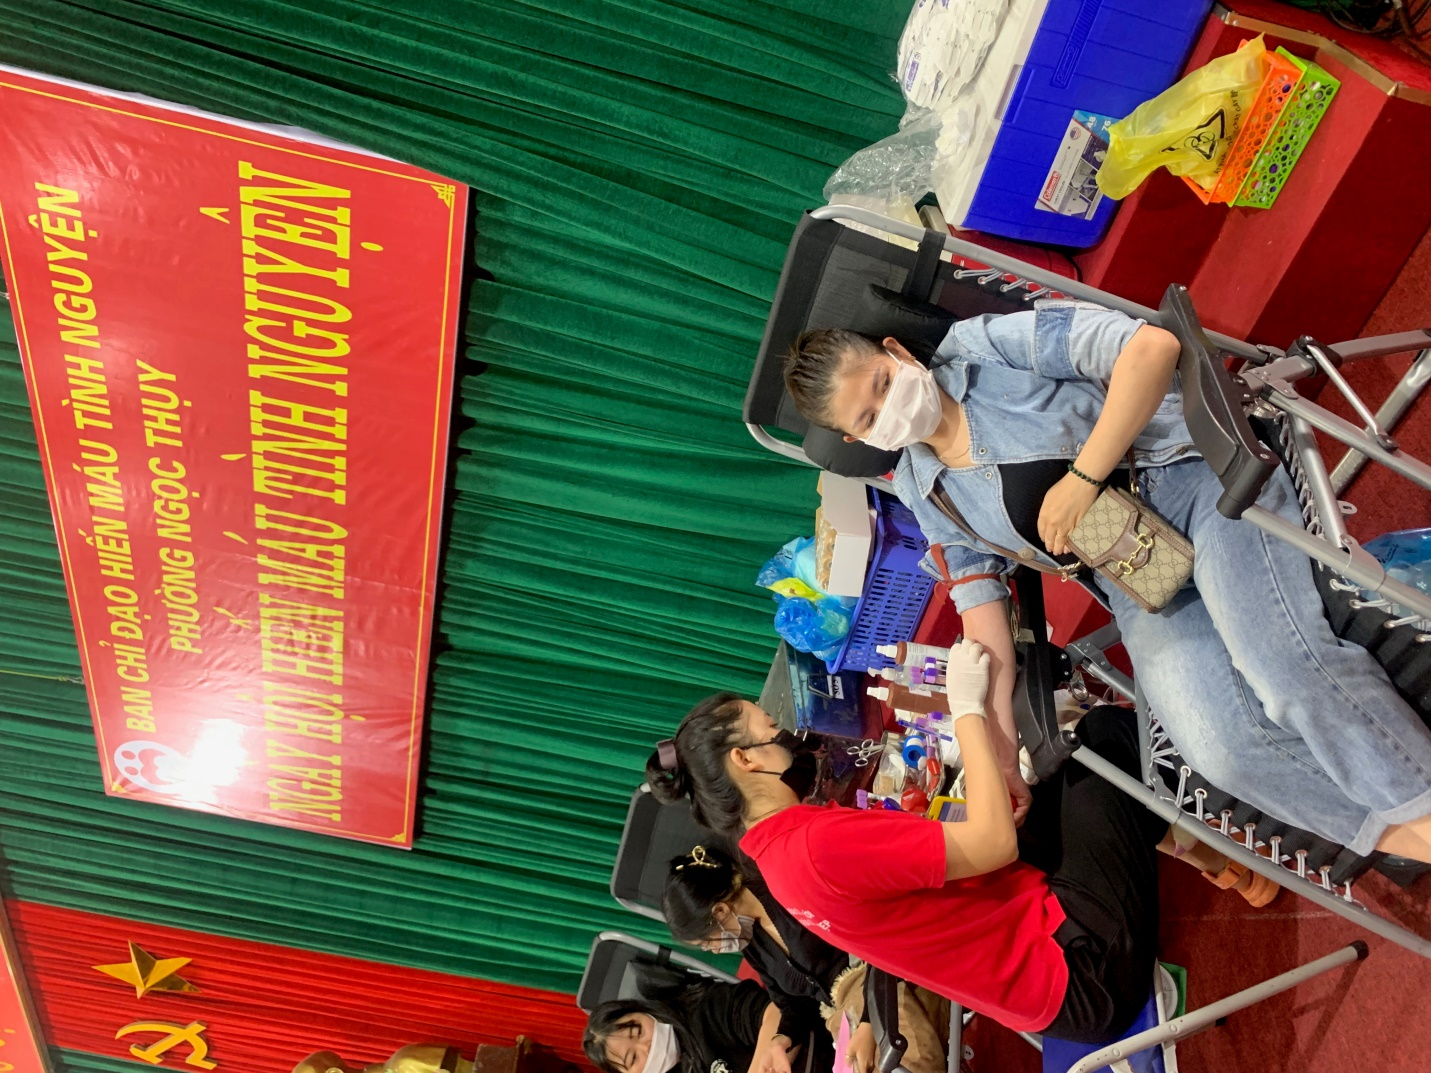 BAN CHỈ ĐẠO HIẾN MÁU TÌNH NGUYỆN
PHƯỜNG NGỌC THỤY
NGÀY HỘI HIẾN MÁU TÌNH NGUYỆN